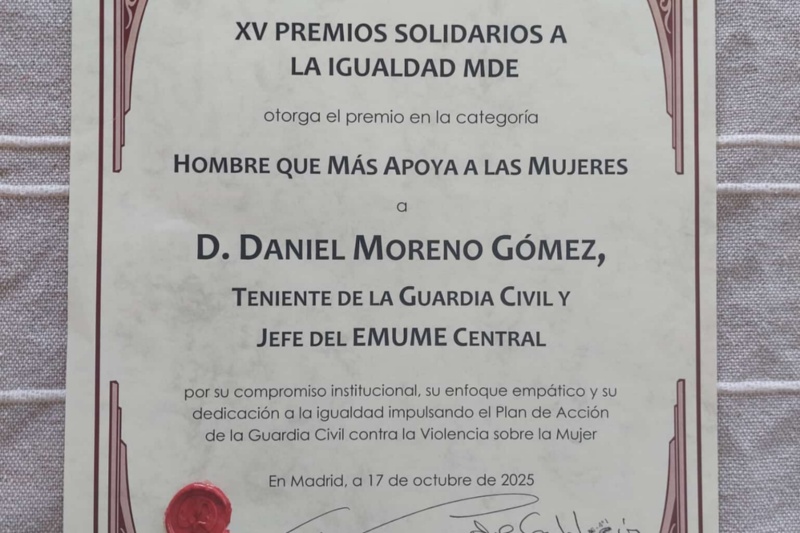 XV PREMIOS SOLIDARIOS A
LA IGUALDAD MDE
otorga el premio en la categoría
HOMBRE QUE MÁS APOYA A LAS MUJERES
a
D. DANIEL MORENO GÓMEZ,
TENIENTE DE LA GUARDIA CIVIL Y
JEFE DEL EMUME CENTRAL
por su compromiso institucional, su enfoque empático y su
dedicación a la igualdad impulsando el Plan de Acción
de la Guardia Civil contra la Violencia sobre la Mujer
En Madrid, a 17 de octubre de 2025